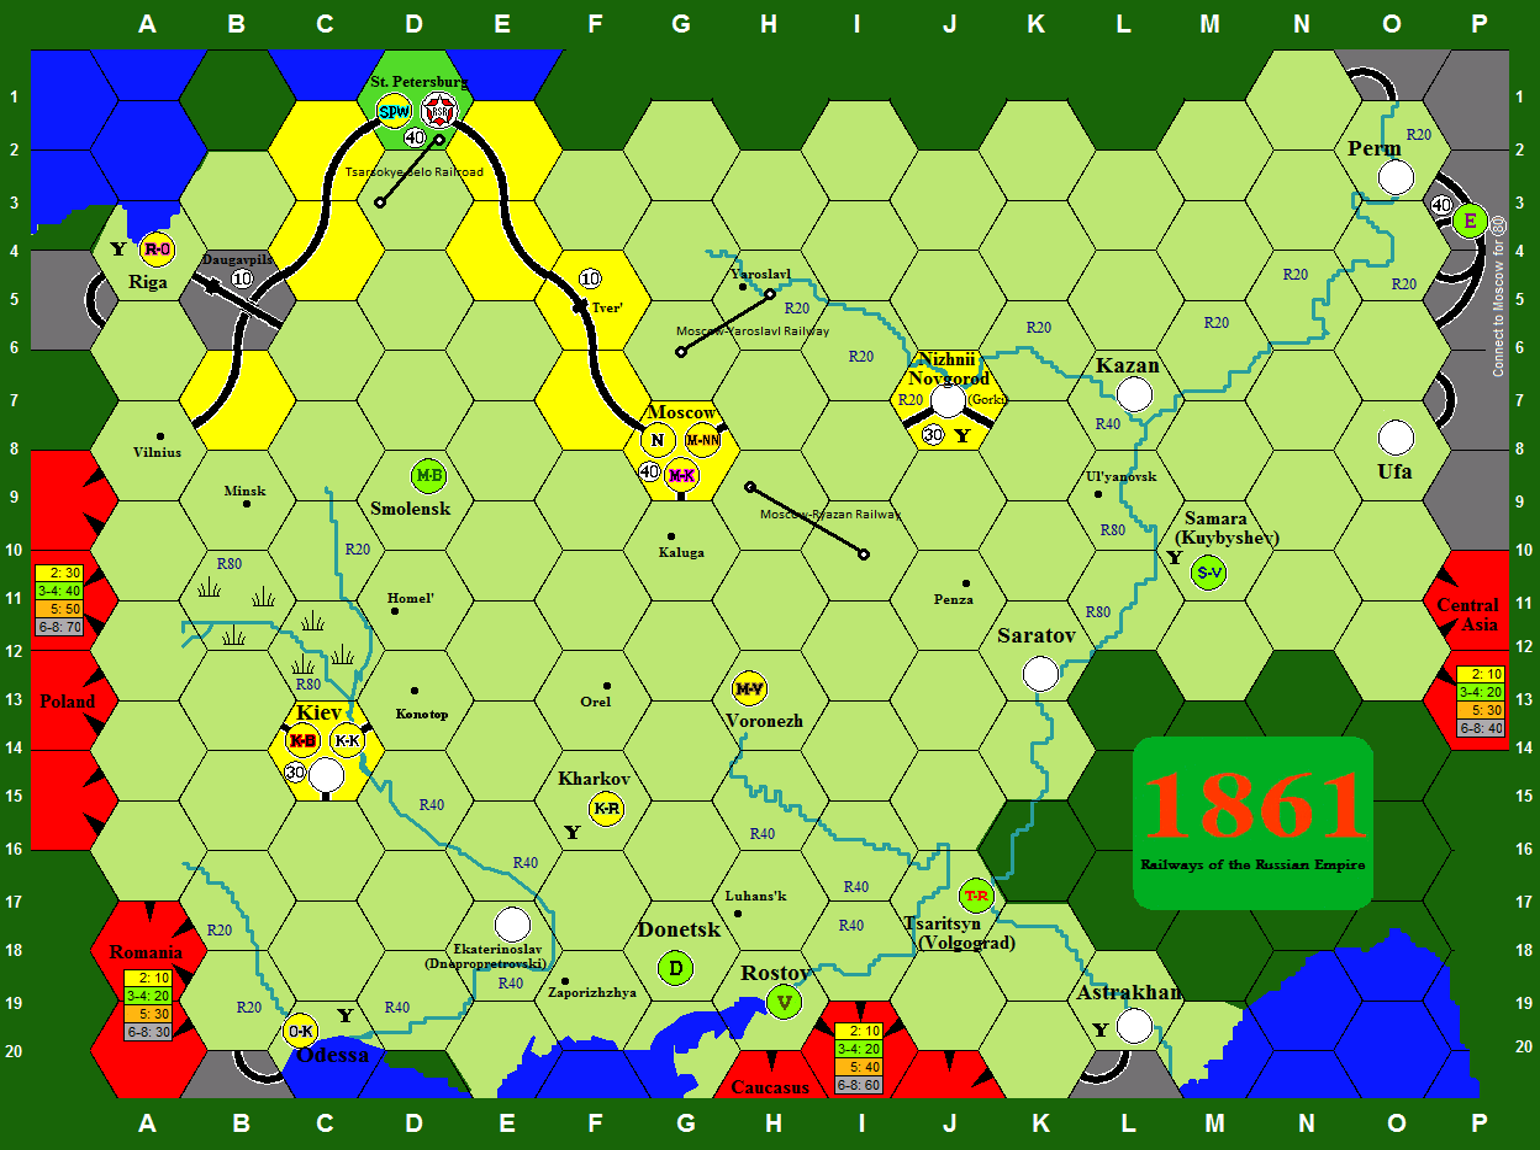 A B C D E F G H I J K L M N O P
1
2
3
4
5
6
7
8
9
10
11
12
13
14
15
16
17
18
19
20
St. Petersburg
SPW
RSR
40
Tsarsokye-Selo Railroad
Perm
R20
40
E
Connect to Moscow for 80
Y
R-O
Riga
Daugavpils
10
10
Tver'
Yaroslavl
R20
Moscow-Yaroslavl Railway
R20
R20
R20
R20
R20
Nizhnii
Novgorod
R20
(Gorki)
30
Y
Kazan
R40
Moscow
N
M-NN
40
M-K
Vilnius
Ufa
Minsk
M-B
Smolensk
Moscow-Ryazan Railway
Kaluga
Ul'yanovsk
R80
Samara
(Kuybyshev)
Y
S-V
R80
R20
2: 30
3-4: 40
5: 50
6-8: 70
Homel'
Penza
R80
Central
Asia
Saratov
2: 10
3-4: 20
5: 30
6-8: 40
Poland
R80
Kiev
K-B
K-K
30
Konotop
Orel
M-V
Voronezh
1861
Railways of the Russian Empire
R40
Kharkov
K-R
Y
R40
R40
R40
Luhans'k
R40
T-R
Tsaritsyn
(Volgograd)
R20
Romania
2: 10
3-4: 20
5: 30
6-8: 30
Ekaterinoslav
(Dnepropretrovski)
R40
Donetsk
D
Zaporizhzhya
Rostov
V
Astrakhan
Y
R20
O-K
Y
R40
Odessa
Caucasus
2: 10
3-4: 20
5: 40
6-8: 60
A B C D E F G H I J K L M N O P
1
2
3
4
5
6
7
8
9
10
11
12
13
14
15
16
17
18
19
20